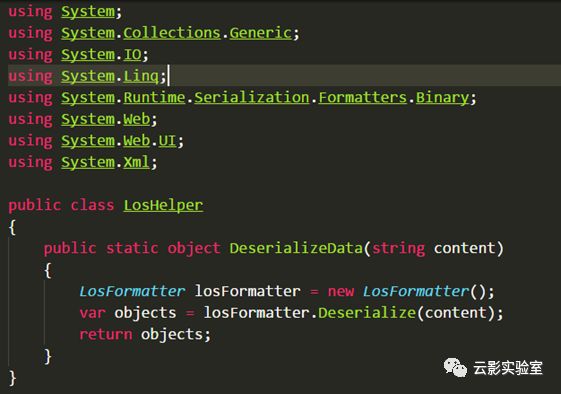 using System;
using System.Collections.Generic;
using System.IO;
using System.Linq;
using System.Runtime.Serialization.Formatters.Binary;
using System.Web;
using System.Web.UI;
using System.Xml;

public class LosHelper
{
    public static object DeserializeData(string content)
    {
        LosFormatter losFormatter = new LosFormatter();
        var objects = losFormatter.Deserialize(content);
        return objects;
    }
}
云影实验室